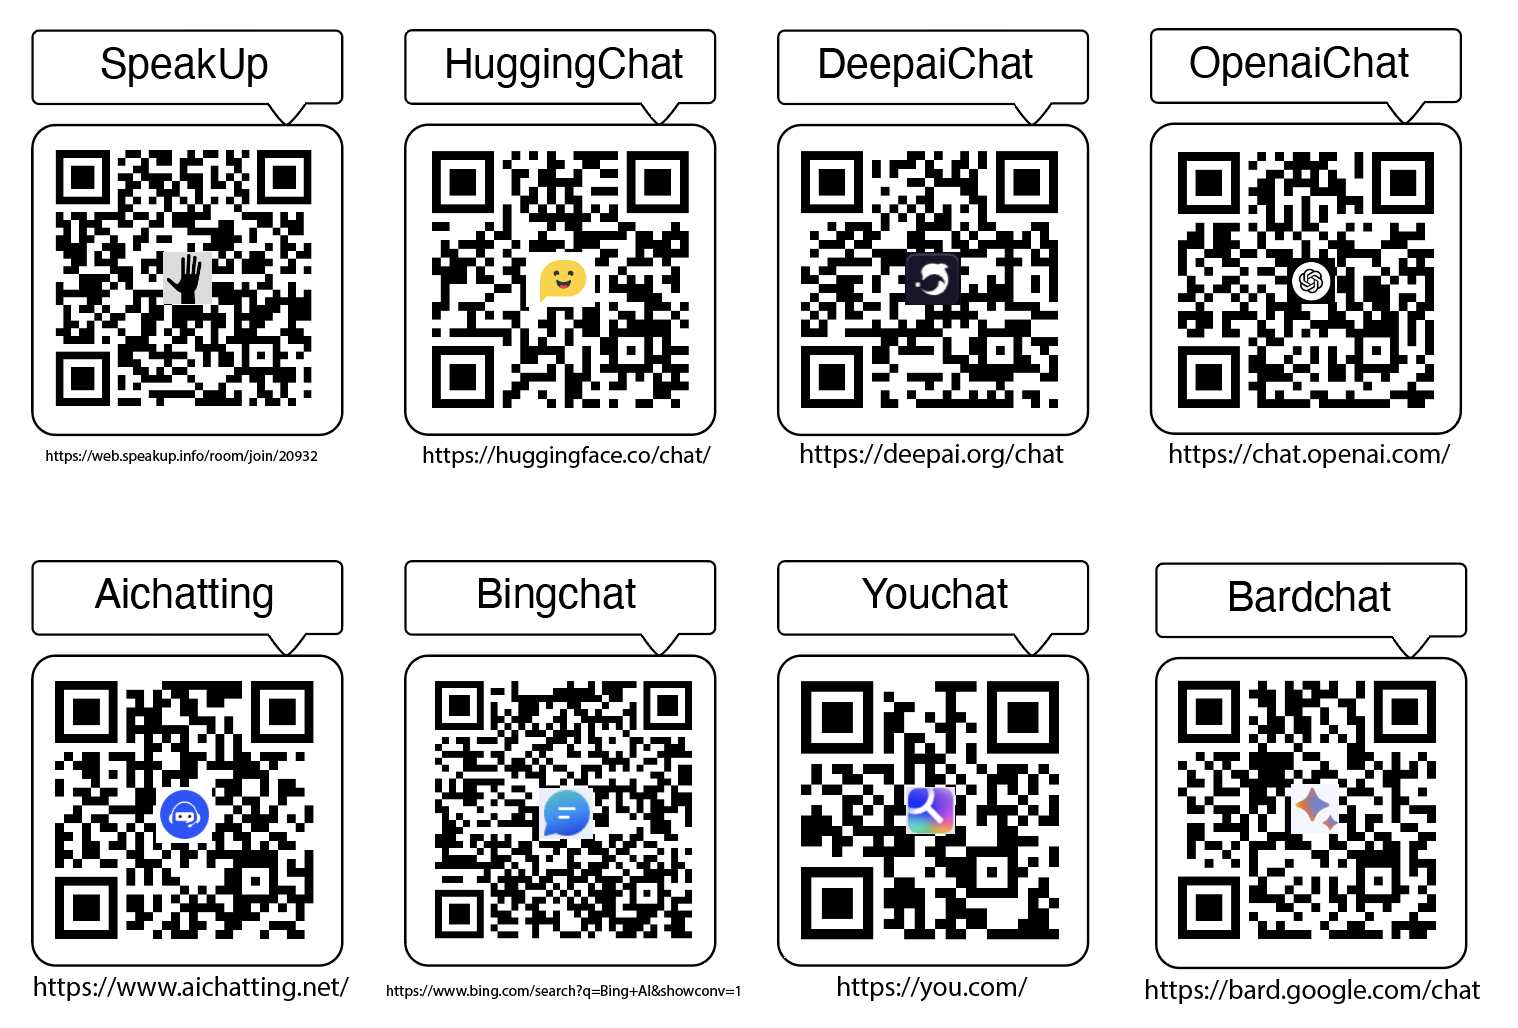 SpeakUp
HuggingChat
DeepaiChat
OpenaiChat
https://web.speakup.info/room/join/20932
https://huggingface.co/chat/
https://deepai.org/chat
https://chat.openai.com/
Aichatting
Bingchat
Youchat
Bardchat
https://www.aichatting.net/
https://www.bing.com/search?q=Bing+AI&showconv=1
https://you.com/
https://bard.google.com/chat